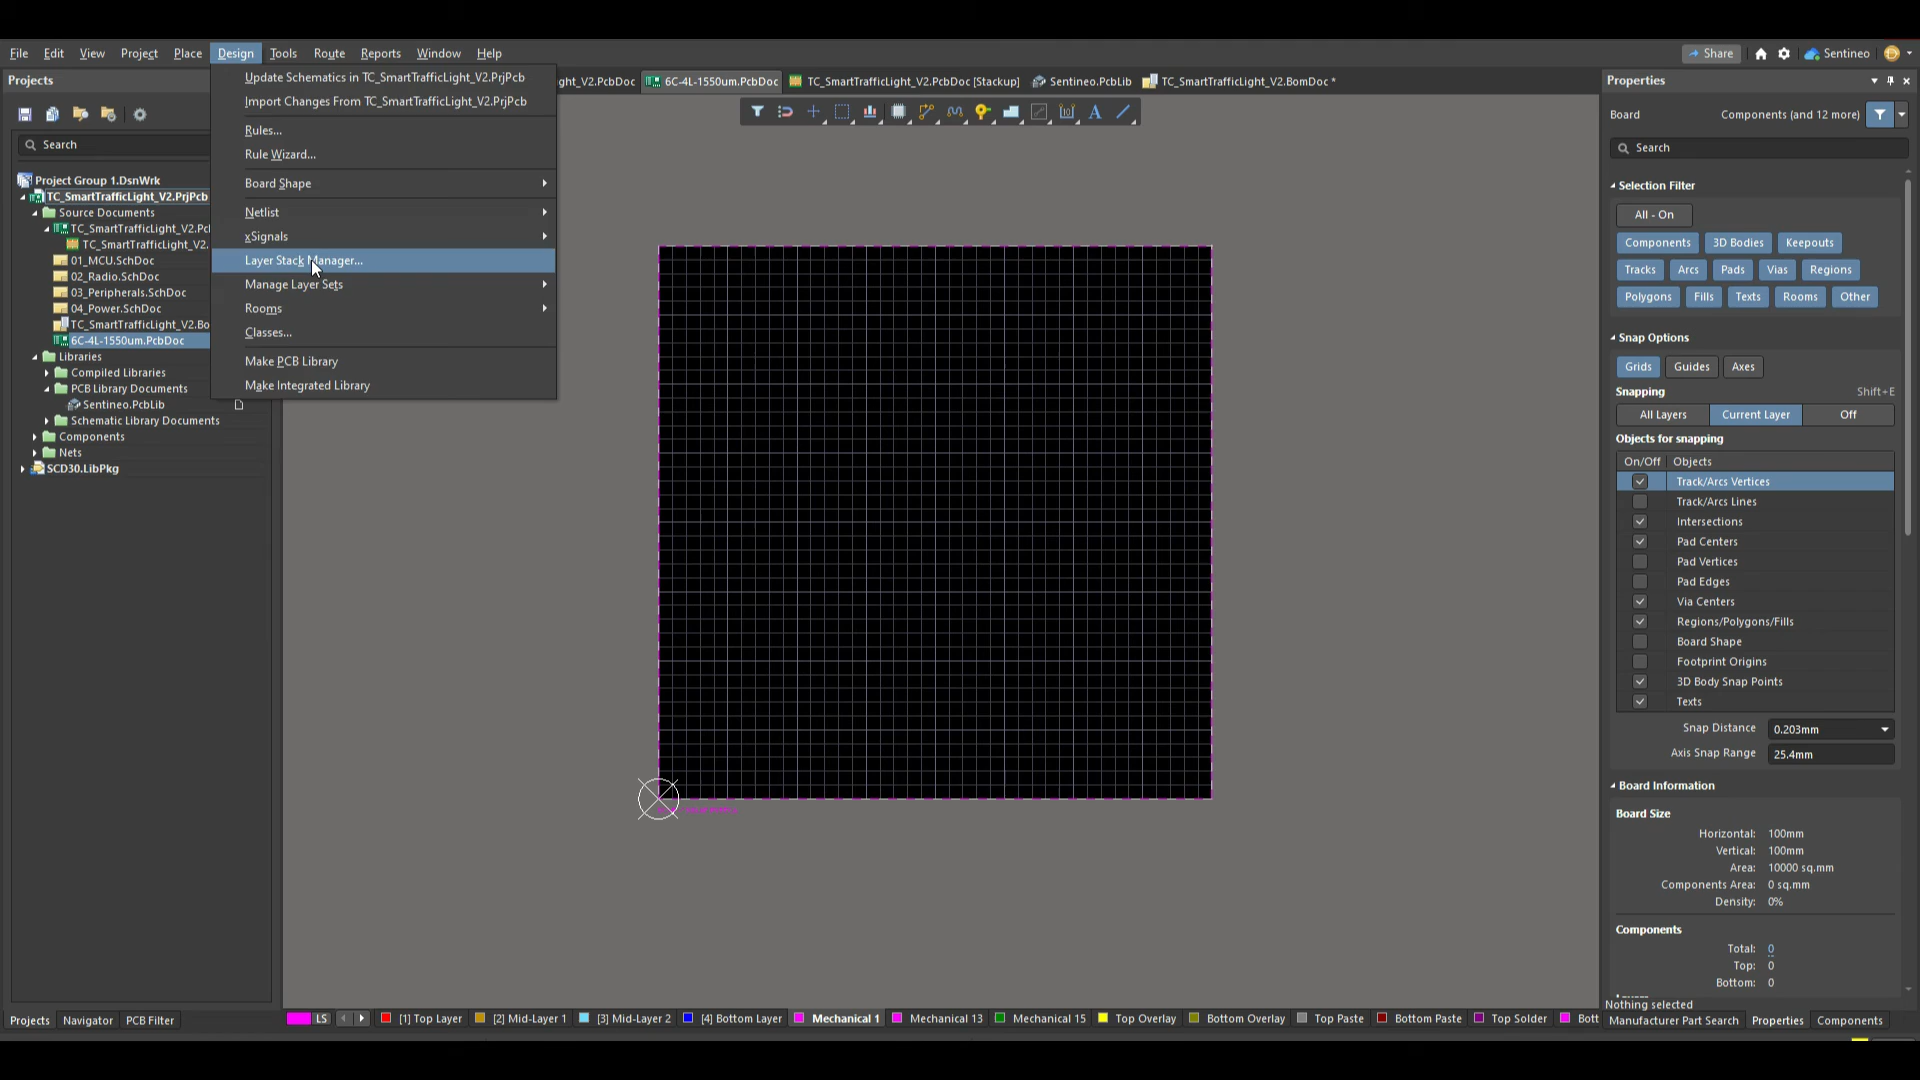 File Edit View Project Place Design Tools Route Reports Window Help
Share Sentineo
Projects
Search
Project Group 1.DsnWrk
TC_SmartTrafficLight_V2.PrjPcb
Source Documents
TC_SmartTrafficLight_V2.Pcl
TC_SmartTrafficLight_V2.
01_MCU.SchDoc
02_Radio.SchDoc
03_Peripherals.SchDoc
04_Power.SchDoc
TC_SmartTrafficLight_V2.Bo
6C-4L-1550um.PcbDoc
Libraries
Compiled Libraries
PCB Library Documents
Sentineo.PcbLib
Schematic Library Documents
Components
Nets
SCD30.LibPkg
Update Schematics in TC_SmartTrafficLight_V2.PrjPcb
Import Changes From TC_SmartTrafficLight_V2.PrjPcb
Rules...
Rule Wizard...
Board Shape
Netlist
xSignals
Layer Stack Manager...
Manage Layer Sets
Rooms
Classes...
Make PCB Library
Make Integrated Library
ght_V2.PcbDoc 6C-4L-1550um.PcbDoc TC_SmartTrafficLight_V2.PcbDoc [Stackup] Sentineo.PcbLib TC_SmartTrafficLight_V2.BomDoc *
Properties
Board Components (and 12 more)
Search
Selection Filter
All - On
Components 3D Bodies Keepouts
Tracks Arcs Pads Vias Regions
Polygons Fills Texts Rooms Other
Snap Options
Grids Guides Axes
Snapping Shift+E
All Layers Current Layer Off
Objects for snapping
On/Off Objects
Track/Arcs Vertices
Track/Arcs Lines
Intersections
Pad Centers
Pad Vertices
Pad Edges
Via Centers
Regions/Polygons/Fills
Board Shape
Footprint Origins
3D Body Snap Points
Texts
Snap Distance 0.203mm
Axis Snap Range 25.4mm
Board Information
Board Size
Horizontal: 100mm
Vertical: 100mm
Area: 10000 sq.mm
Components Area: 0 sq.mm
Density: 0%
Components
Total: 0
Top: 0
Bottom: 0
Nothing selected
Projects Navigator PCB Filter
LS [1] Top Layer [2] Mid-Layer 1 [3] Mid-Layer 2 [4] Bottom Layer Mechanical 1 Mechanical 13 Mechanical 15 Top Overlay Bottom Overlay Top Paste Bottom Paste Top Solder Bott
Manufacturer Part Search Properties Components